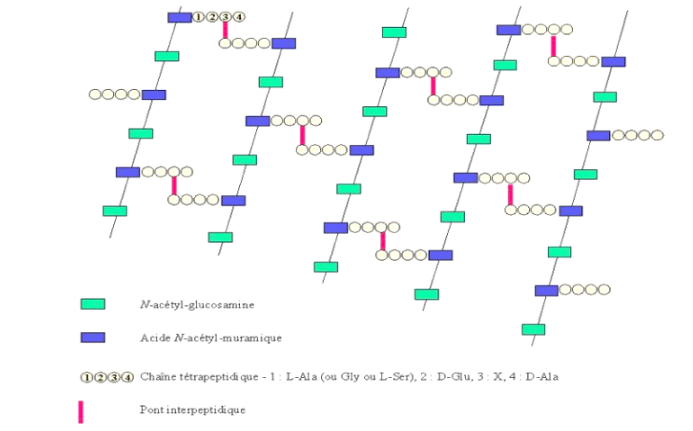 1 2 3 4
N-acétyl-glucosamine
Acide N-acétyl-muramique
1 2 3 4 Chaîne tétrapeptidique - 1 : L-Ala (ou Gly ou L-Ser), 2 : D-Glu, 3 : X, 4 : D-Ala
Pont interpeptidique